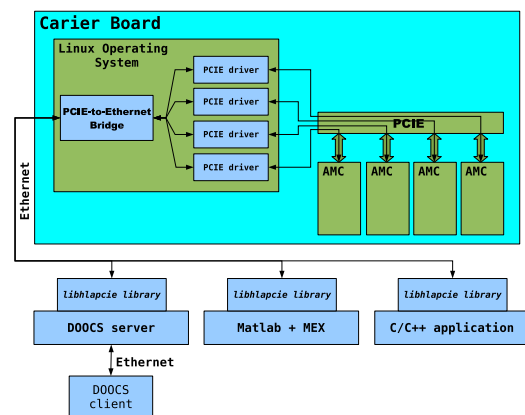 Carier Board
Linux Operating
System
PCIE-to-Ethernet
Bridge
PCIE driver
PCIE driver
PCIE driver
PCIE driver
PCIE
AMC
AMC
AMC
AMC
Ethernet
libhlapcie library
libhlapcie library
libhlapcie library
DOOCS server
Matlab + MEX
C/C++ application
Ethernet
DOOCS
client